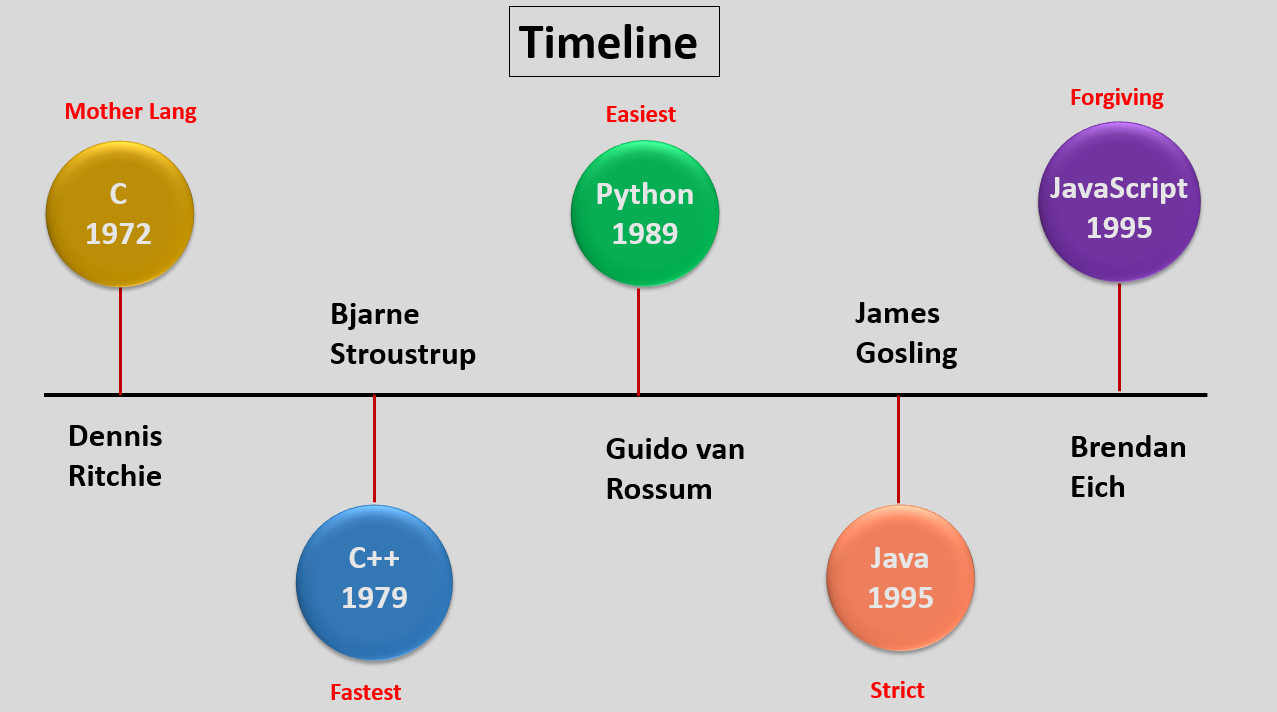 Timeline
Mother Lang
C
1972
Dennis
Ritchie
Bjarne
Stroustrup
C++
1979
Fastest
Easiest
Python
1989
Guido van
Rossum
James
Gosling
Java
1995
Strict
Forgiving
JavaScript
1995
Brendan
Eich